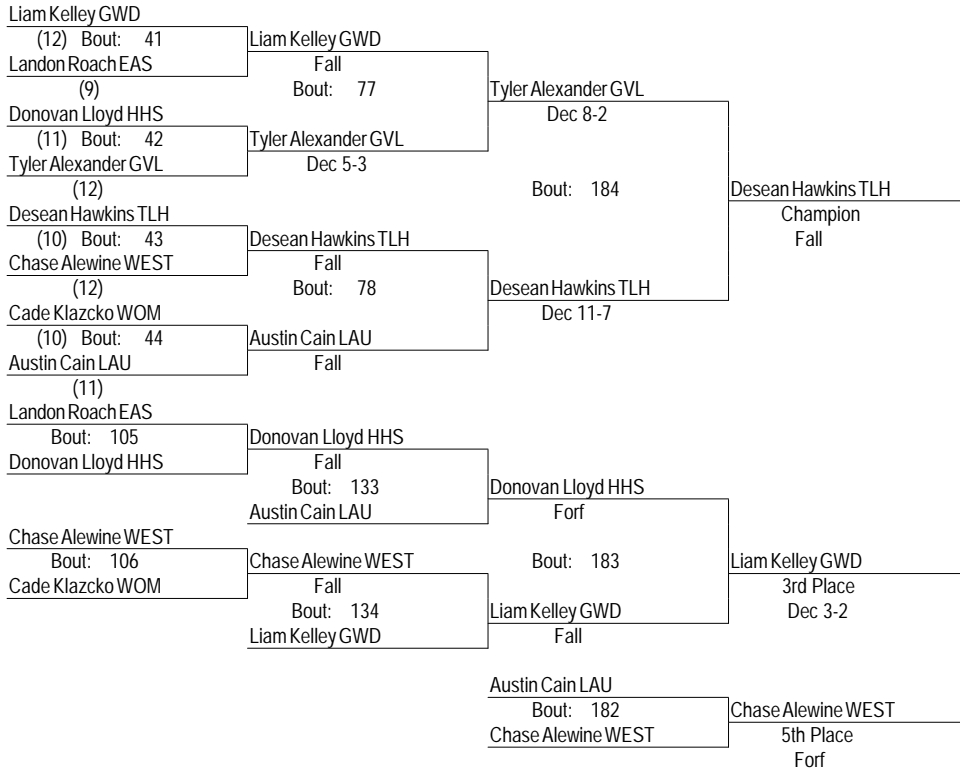 Liam Kelley GWD
(12) Bout: 41 Liam Kelley GWD
Landon Roach EAS Fall
(9) Bout: 77 Tyler Alexander GVL
Donovan Lloyd HHS Dec 8-2
(11) Bout: 42 Tyler Alexander GVL
Tyler Alexander GVL Dec 5-3
(12) Bout: 184 Desean Hawkins TLH
Desean Hawkins TLH Champion
(10) Bout: 43 Desean Hawkins TLH Fall
Chase Alewine WEST Fall
(12) Bout: 78 Desean Hawkins TLH
Cade Klazcko WOM Dec 11-7
(10) Bout: 44 Austin Cain LAU
Austin Cain LAU Fall
(11)
Landon Roach EAS
Bout: 105 Donovan Lloyd HHS
Donovan Lloyd HHS Fall
Bout: 133 Donovan Lloyd HHS
Austin Cain LAU Forf
Chase Alewine WEST
Bout: 106 Chase Alewine WEST Bout: 183 Liam Kelley GWD
Cade Klazcko WOM Fall 3rd Place
Bout: 134 Liam Kelley GWD Dec 3-2
Liam Kelley GWD Fall
Austin Cain LAU
Bout: 182 Chase Alewine WEST
Chase Alewine WEST 5th Place
Forf